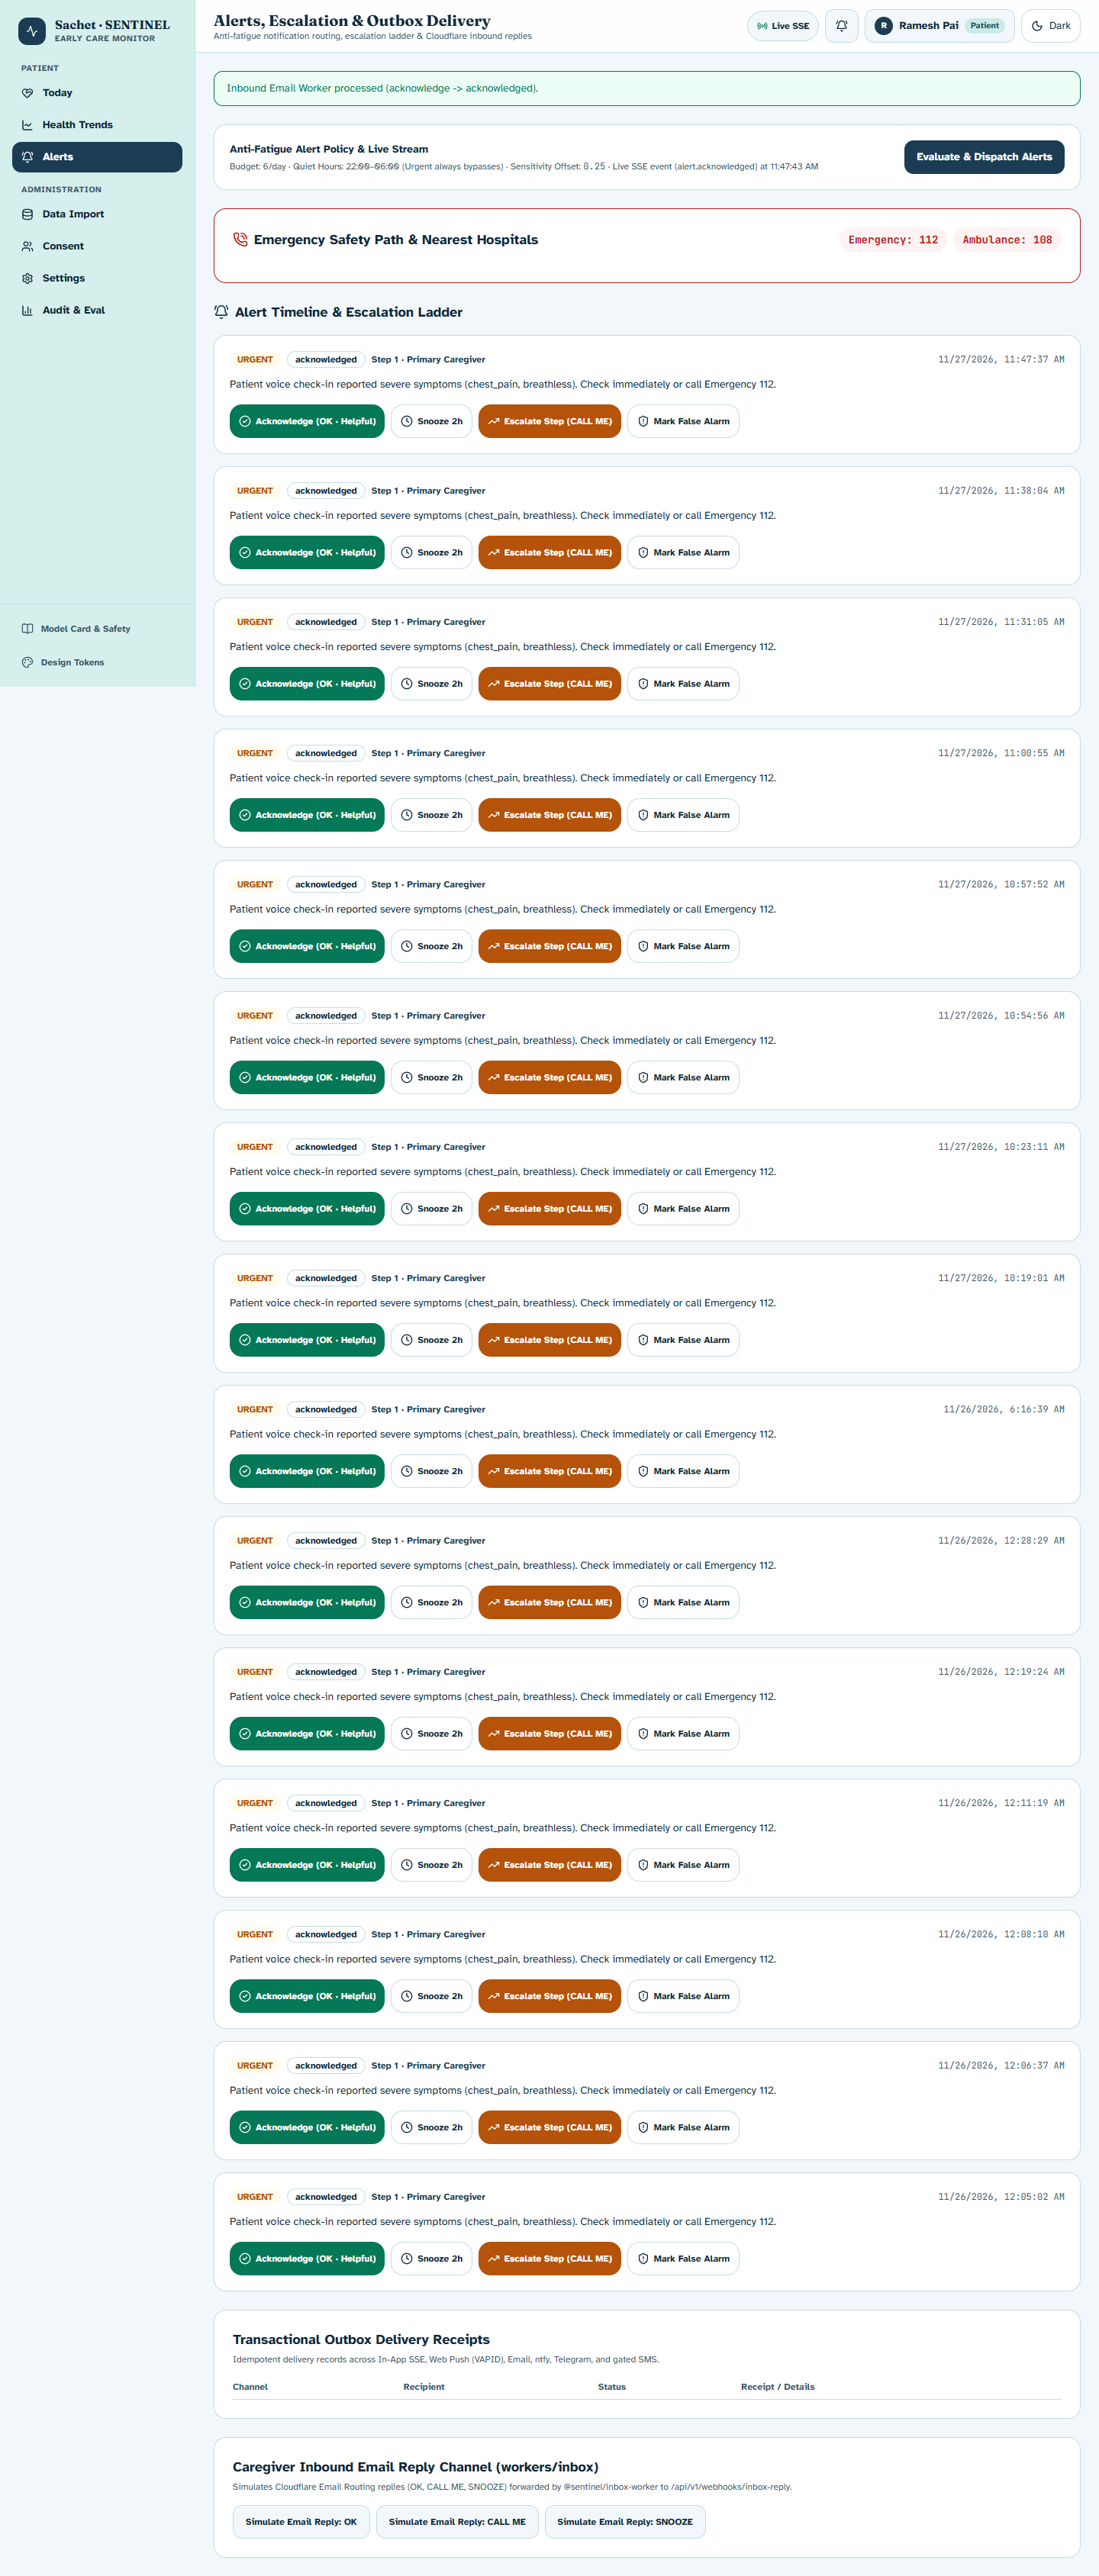 Sachet · SENTINEL
EARLY CARE MONITOR
PATIENT
Today
Health Trends
Alerts
ADMINISTRATION
Data Import
Consent
Settings
Audit & Eval
Model Card & Safety
Design Tokens
Alerts, Escalation & Outbox Delivery
Anti-fatigue notification routing, escalation ladder & Cloudflare inbound replies
Live SSE
R Ramesh Pai Patient
Dark
Inbound Email Worker processed (acknowledge -> acknowledged).
Anti-Fatigue Alert Policy & Live Stream
Budget: 6/day · Quiet Hours: 22:00–06:00 (Urgent always bypasses) · Sensitivity Offset: 0.25 · Live SSE event (alert.acknowledged) at 11:47:43 AM
Evaluate & Dispatch Alerts
Emergency Safety Path & Nearest Hospitals
Emergency: 112 Ambulance: 108
Alert Timeline & Escalation Ladder
URGENT acknowledged Step 1 · Primary Caregiver 11/27/2026, 11:47:37 AM
Patient voice check-in reported severe symptoms (chest_pain, breathless). Check immediately or call Emergency 112.
Acknowledge (OK · Helpful) Snooze 2h Escalate Step (CALL ME) Mark False Alarm
URGENT acknowledged Step 1 · Primary Caregiver 11/27/2026, 11:38:04 AM
Patient voice check-in reported severe symptoms (chest_pain, breathless). Check immediately or call Emergency 112.
Acknowledge (OK · Helpful) Snooze 2h Escalate Step (CALL ME) Mark False Alarm
URGENT acknowledged Step 1 · Primary Caregiver 11/27/2026, 11:31:05 AM
Patient voice check-in reported severe symptoms (chest_pain, breathless). Check immediately or call Emergency 112.
Acknowledge (OK · Helpful) Snooze 2h Escalate Step (CALL ME) Mark False Alarm
URGENT acknowledged Step 1 · Primary Caregiver 11/27/2026, 11:00:55 AM
Patient voice check-in reported severe symptoms (chest_pain, breathless). Check immediately or call Emergency 112.
Acknowledge (OK · Helpful) Snooze 2h Escalate Step (CALL ME) Mark False Alarm
URGENT acknowledged Step 1 · Primary Caregiver 11/27/2026, 10:57:52 AM
Patient voice check-in reported severe symptoms (chest_pain, breathless). Check immediately or call Emergency 112.
Acknowledge (OK · Helpful) Snooze 2h Escalate Step (CALL ME) Mark False Alarm
URGENT acknowledged Step 1 · Primary Caregiver 11/27/2026, 10:54:56 AM
Patient voice check-in reported severe symptoms (chest_pain, breathless). Check immediately or call Emergency 112.
Acknowledge (OK · Helpful) Snooze 2h Escalate Step (CALL ME) Mark False Alarm
URGENT acknowledged Step 1 · Primary Caregiver 11/27/2026, 10:23:11 AM
Patient voice check-in reported severe symptoms (chest_pain, breathless). Check immediately or call Emergency 112.
Acknowledge (OK · Helpful) Snooze 2h Escalate Step (CALL ME) Mark False Alarm
URGENT acknowledged Step 1 · Primary Caregiver 11/27/2026, 10:19:01 AM
Patient voice check-in reported severe symptoms (chest_pain, breathless). Check immediately or call Emergency 112.
Acknowledge (OK · Helpful) Snooze 2h Escalate Step (CALL ME) Mark False Alarm
URGENT acknowledged Step 1 · Primary Caregiver 11/26/2026, 6:16:39 AM
Patient voice check-in reported severe symptoms (chest_pain, breathless). Check immediately or call Emergency 112.
Acknowledge (OK · Helpful) Snooze 2h Escalate Step (CALL ME) Mark False Alarm
URGENT acknowledged Step 1 · Primary Caregiver 11/26/2026, 12:28:29 AM
Patient voice check-in reported severe symptoms (chest_pain, breathless). Check immediately or call Emergency 112.
Acknowledge (OK · Helpful) Snooze 2h Escalate Step (CALL ME) Mark False Alarm
URGENT acknowledged Step 1 · Primary Caregiver 11/26/2026, 12:19:24 AM
Patient voice check-in reported severe symptoms (chest_pain, breathless). Check immediately or call Emergency 112.
Acknowledge (OK · Helpful) Snooze 2h Escalate Step (CALL ME) Mark False Alarm
URGENT acknowledged Step 1 · Primary Caregiver 11/26/2026, 12:11:19 AM
Patient voice check-in reported severe symptoms (chest_pain, breathless). Check immediately or call Emergency 112.
Acknowledge (OK · Helpful) Snooze 2h Escalate Step (CALL ME) Mark False Alarm
URGENT acknowledged Step 1 · Primary Caregiver 11/26/2026, 12:08:10 AM
Patient voice check-in reported severe symptoms (chest_pain, breathless). Check immediately or call Emergency 112.
Acknowledge (OK · Helpful) Snooze 2h Escalate Step (CALL ME) Mark False Alarm
URGENT acknowledged Step 1 · Primary Caregiver 11/26/2026, 12:06:37 AM
Patient voice check-in reported severe symptoms (chest_pain, breathless). Check immediately or call Emergency 112.
Acknowledge (OK · Helpful) Snooze 2h Escalate Step (CALL ME) Mark False Alarm
URGENT acknowledged Step 1 · Primary Caregiver 11/26/2026, 12:05:02 AM
Patient voice check-in reported severe symptoms (chest_pain, breathless). Check immediately or call Emergency 112.
Acknowledge (OK · Helpful) Snooze 2h Escalate Step (CALL ME) Mark False Alarm
Transactional Outbox Delivery Receipts
Idempotent delivery records across In-App SSE, Web Push (VAPID), Email, ntfy, Telegram, and gated SMS.
Channel Recipient Status Receipt / Details
Caregiver Inbound Email Reply Channel (workers/inbox)
Simulates Cloudflare Email Routing replies (OK, CALL ME, SNOOZE) forwarded by @sentinel/inbox-worker to /api/v1/webhooks/inbox-reply.
Simulate Email Reply: OK Simulate Email Reply: CALL ME Simulate Email Reply: SNOOZE